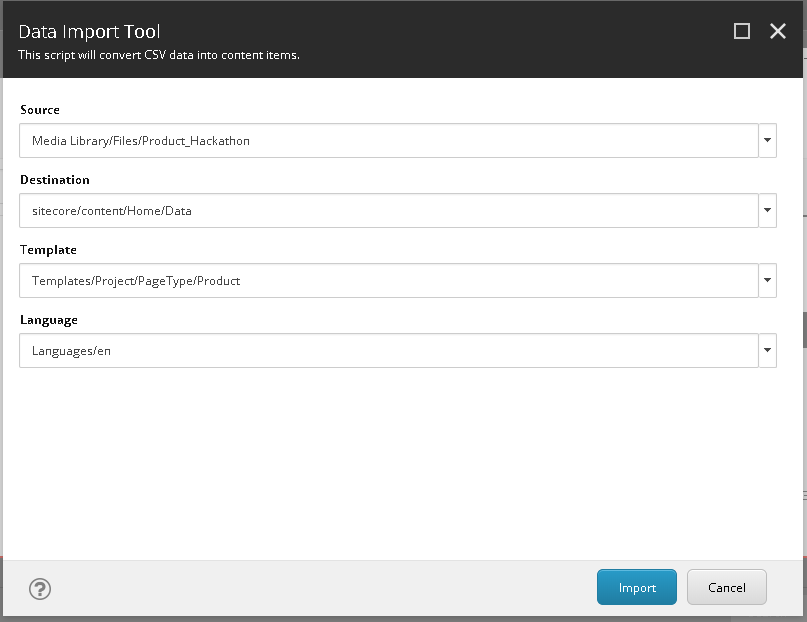 Data Import Tool
This script will convert CSV data into content items.
Source
Media Library/Files/Product_Hackathon
Destination
sitecore/content/Home/Data
Template
Templates/Project/PageType/Product
Language
Languages/en
?
Import
Cancel